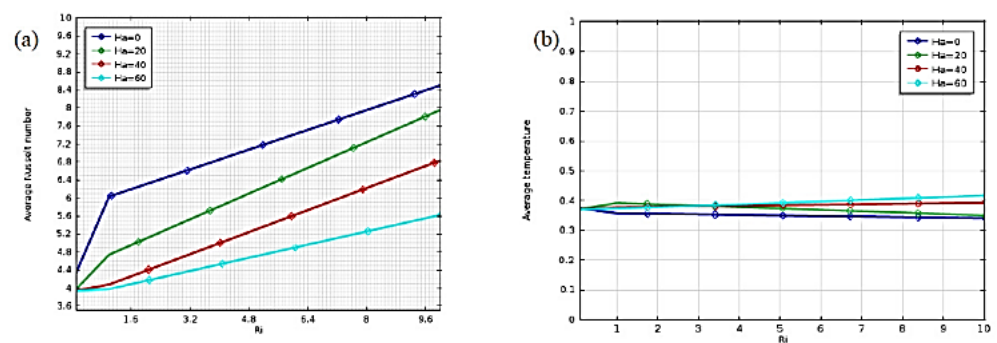 (a)
10
9.6
9.2
8.8
8.4
8
7.6
7.2
6.8
6.4
6
5.6
5.2
4.8
4.4
4
3.6
Average Nusselt number
Ha=0
Ha=20
Ha=40
Ha=60
1.6 3.2 4.8 6.4 8 9.6
Ri
(b)
1
0.9
0.8
0.7
0.6
0.5
0.4
0.3
0.2
0.1
0
Average temperature
Ha=0
Ha=20
Ha=40
Ha=60
1 2 3 4 5 6 7 8 9 10
Ri